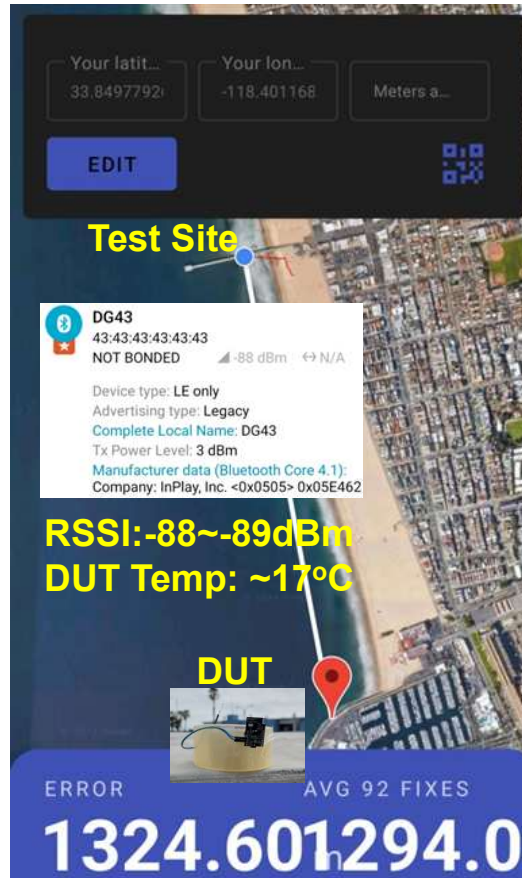 Your latit... Your lon...
33.8497792 -118.401168 Meters a...
EDIT
Test Site
DG43
43:43:43:43:43:43
NOT BONDED -88 dBm N/A
Device type: LE only
Advertising type: Legacy
Complete Local Name: DG43
Tx Power Level: 3 dBm
Manufacturer data (Bluetooth Core 4.1):
Company: InPlay, Inc. <0x0505> 0x05E462
RSSI:-88~-89dBm
DUT Temp: ~17ºC
DUT
ERROR AVG 92 FIXES
1324.60 1294.0